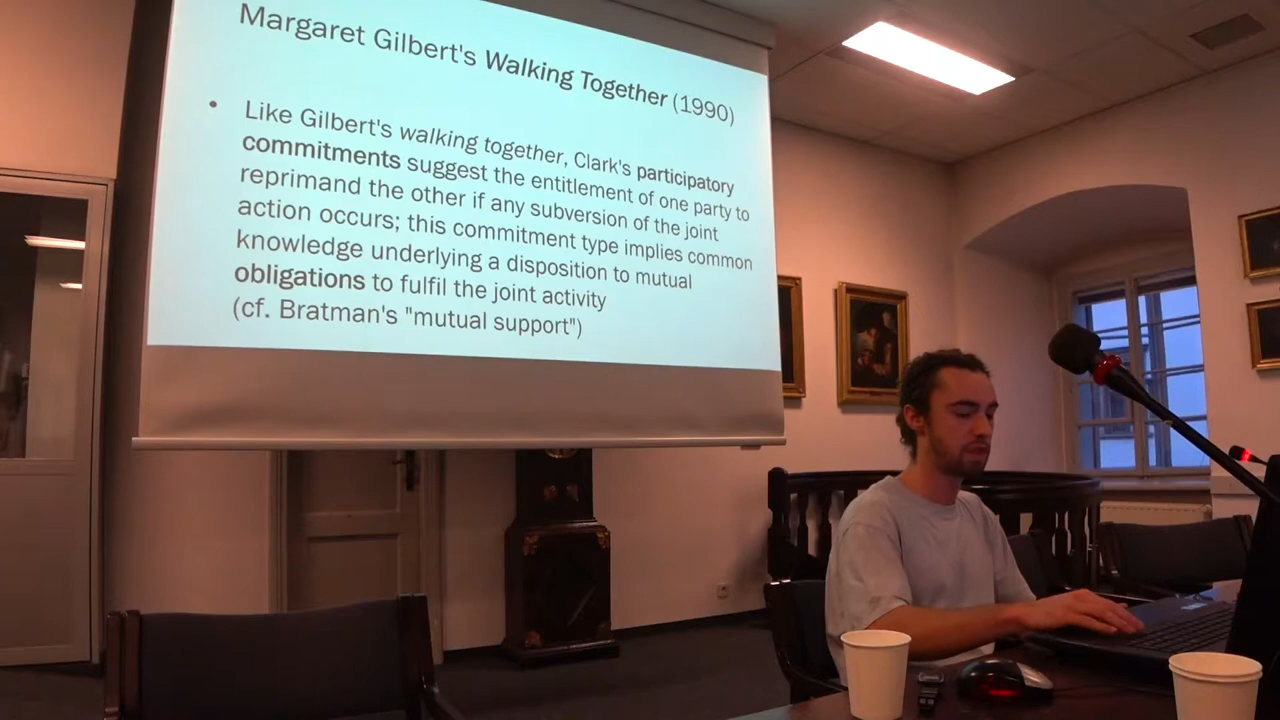 Margaret Gilbert's Walking Together (1990)
• Like Gilbert's walking together, Clark's participatory
commitments suggest the entitlement of one party to
reprimand the other if any subversion of the joint
action occurs; this commitment type implies common
knowledge underlying a disposition to mutual
obligations to fulfil the joint activity
(cf. Bratman's "mutual support")